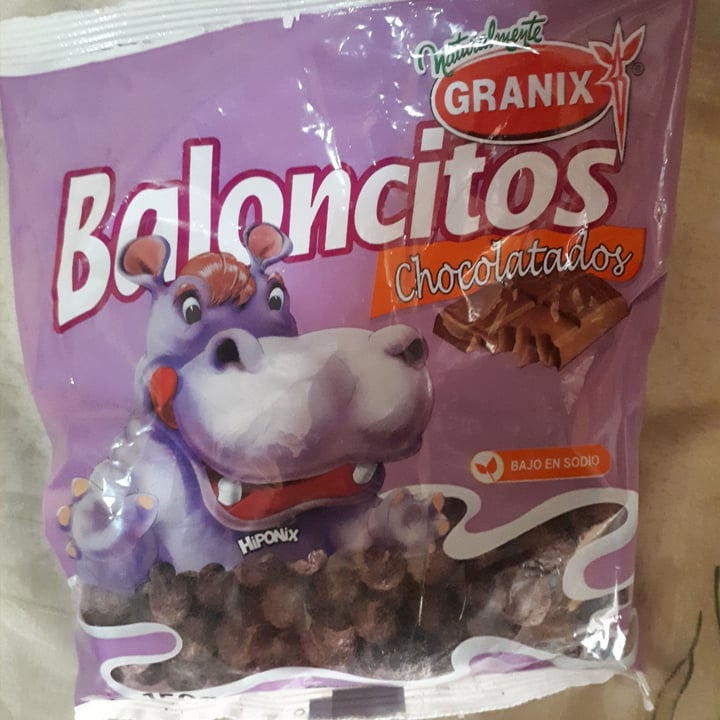 Naturalmente
GRANIX
®
Baloncitos
Chocolatados
BAJO EN SODIO
HiPONiX